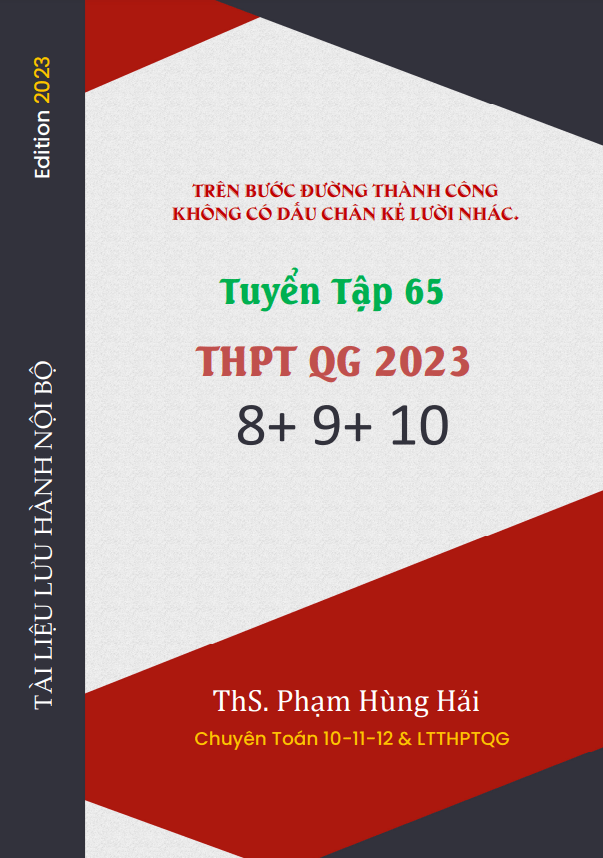 Edition 2023
TÀI LIỆU LƯU HÀNH NỘI BỘ
TRÊN BƯỚC ĐƯỜNG THÀNH CÔNG
KHÔNG CÓ DẤU CHÂN KẺ LƯỜI NHÁC.
Tuyển Tập 65
THPT QG 2023
8+ 9+ 10
ThS. Phạm Hùng Hải
Chuyên Toán 10-11-12 & LTTHPTQG